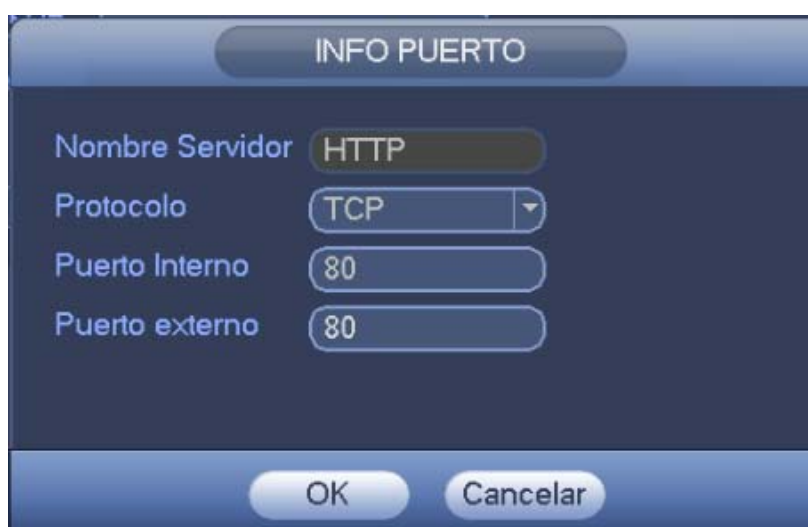 INFO PUERTO
Nombre Servidor HTTP
Protocolo TCP
Puerto Interno 80
Puerto externo 80
OK Cancelar